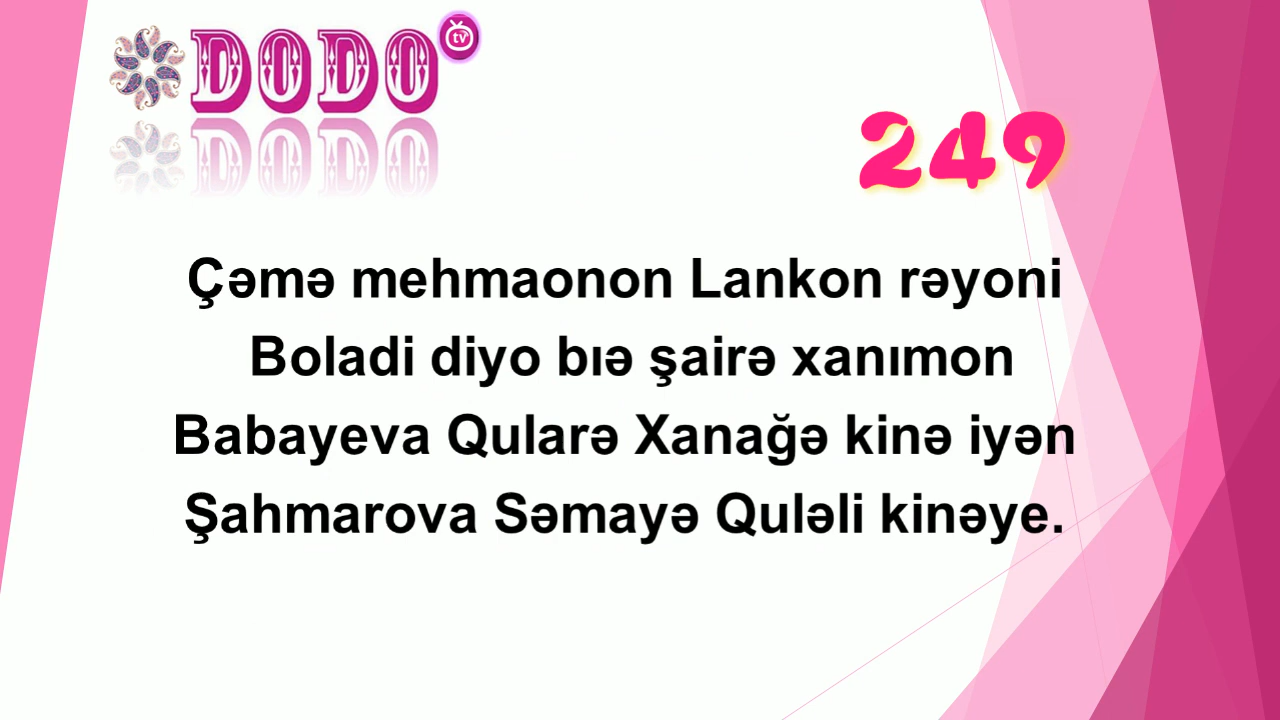 DODO tv
249
Çəmə mehmaonon Lankon rəyoni
Boladi diyo bıə şairə xanımon
Babayeva Qularə Xanağə kinə iyən
Şahmarova Səmayə Quləli kinəye.